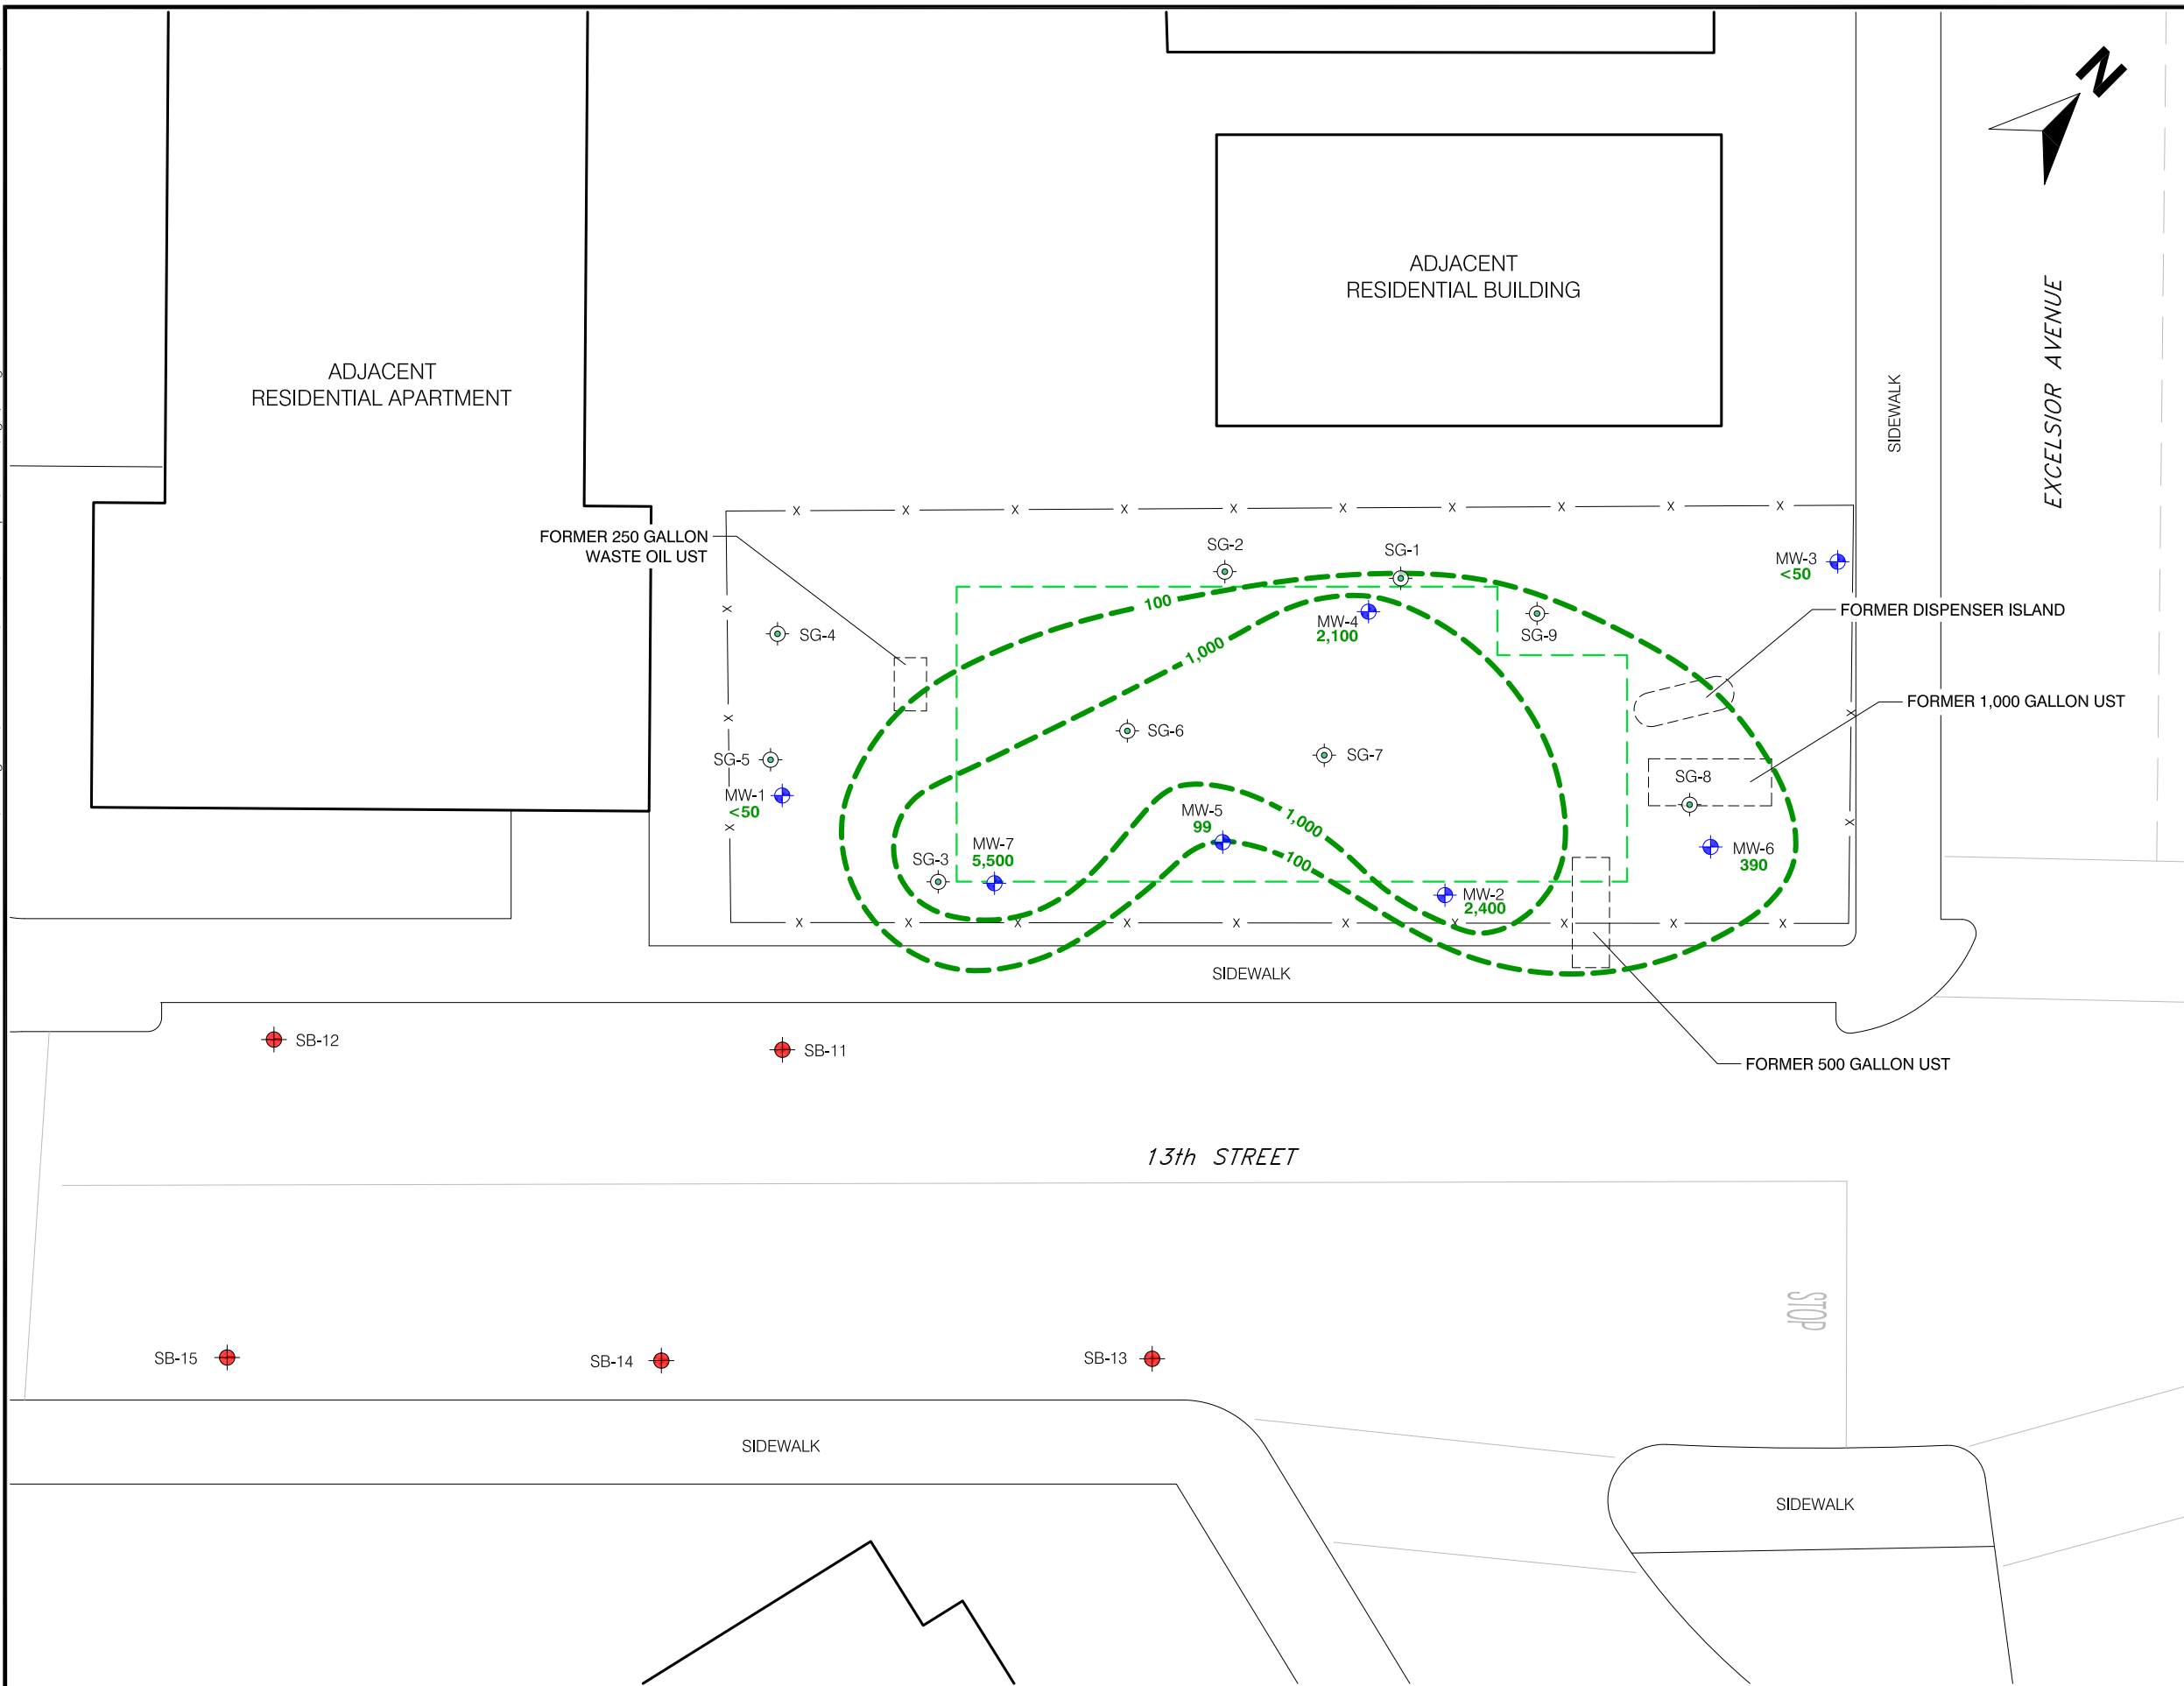 N
ADJACENT
RESIDENTIAL BUILDING
EXCELSIOR AVENUE
SIDEWALK
ADJACENT
RESIDENTIAL APARTMENT
X X X X X X X X X X
FORMER 250 GALLON
WASTE OIL UST
SG-2
SG-1
MW-3
<50
100
FORMER DISPENSER ISLAND
X
SG-4
MW-4
2,100
SG-9
1,000
FORMER 1,000 GALLON UST
X
X
SG-6
SG-5
SG-7
SG-8
MW-1
<50
MW-5
99
1,000
X
X
MW-7
5,500
SG-3
100
MW-6
390
MW-2
2,400
X X X X X X X X X X
SIDEWALK
SB-12
SB-11
FORMER 500 GALLON UST
13th STREET
STOP
SB-15
SB-14
SB-13
SIDEWALK
SIDEWALK